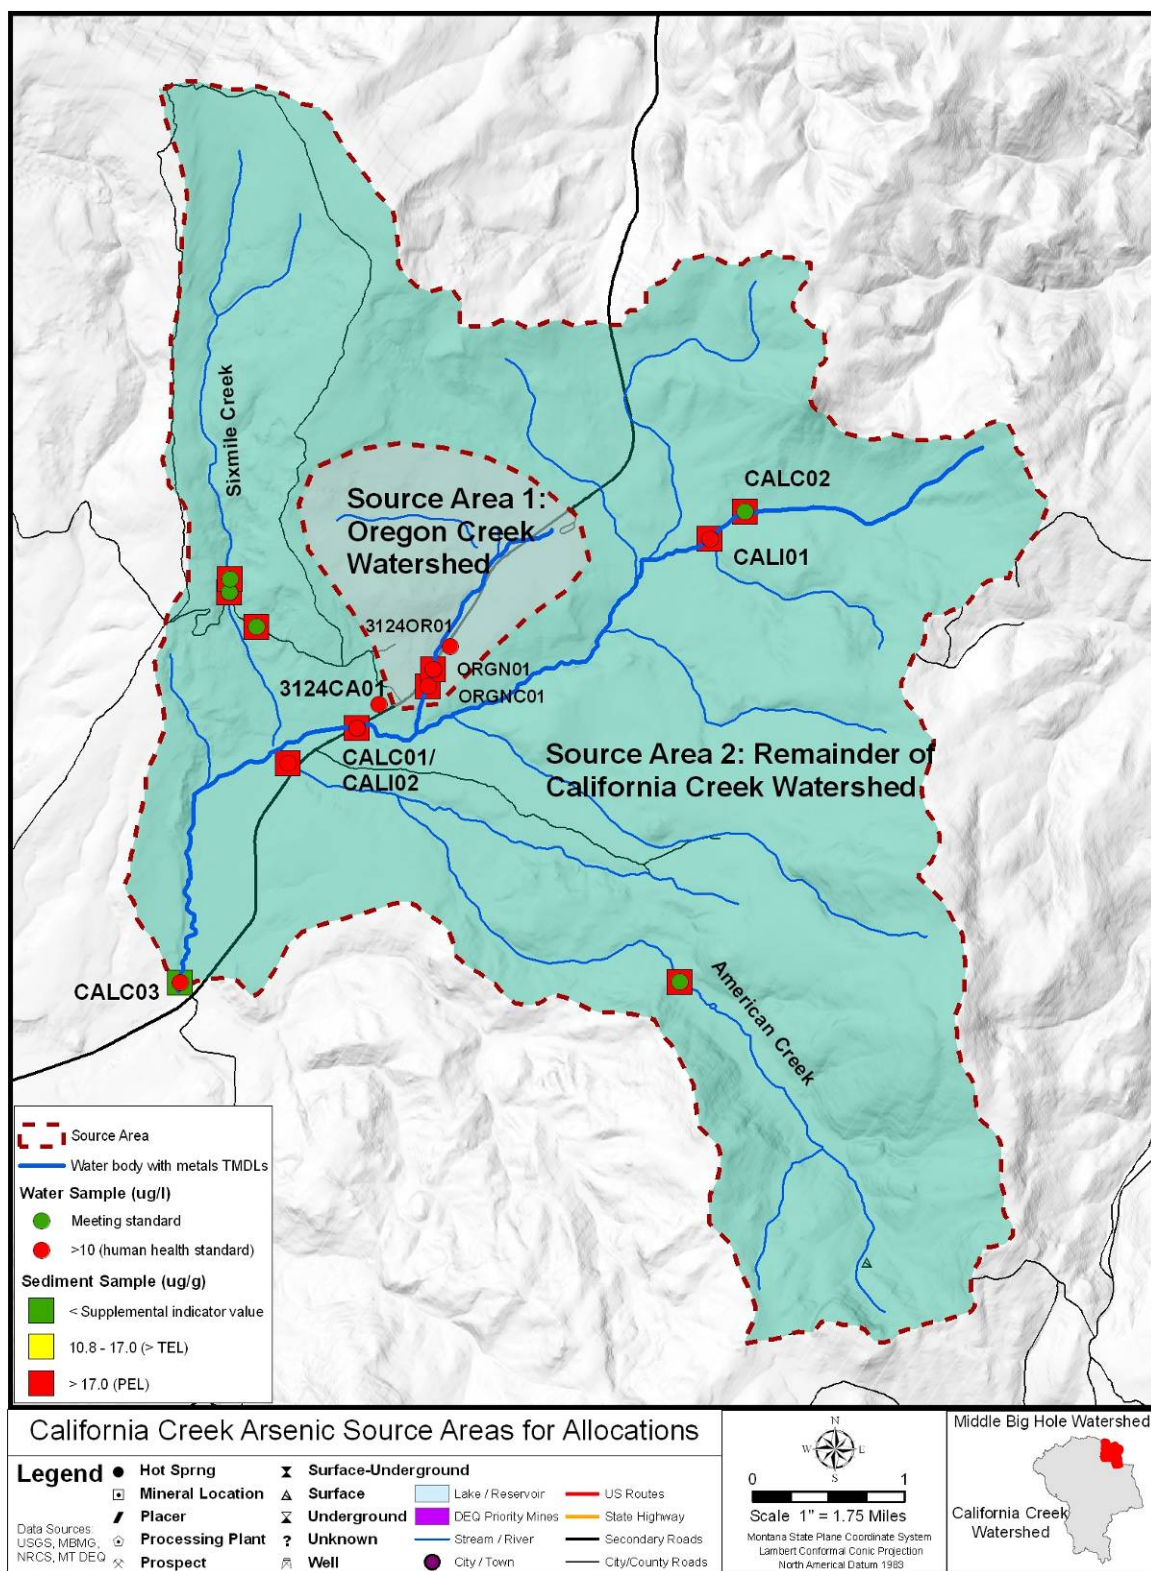 Sixmile Creek
Source Area 1:
Oregon Creek
Watershed
CALC02
CALI01
3124OR01
ORGN01
3124CA01
ORGNC01
CALC01/
CALI02
Source Area 2: Remainder of
California Creek Watershed
CALC03
American Creek
Source Area
Water body with metals TMDLs
Water Sample (ug/l)
Meeting standard
>10 (human health standard)
Sediment Sample (ug/g)
< Supplemental indicator value
10.8 - 17.0 (> TEL)
> 17.0 (PEL)
California Creek Arsenic Source Areas for Allocations
Legend
Data Sources:
USGS, MBMG,
NRCS, MT DEQ
Hot Sprng
Mineral Location
Placer
Processing Plant
Prospect
Surface-Underground
Surface
Underground
Unknown
Well
Lake / Reservoir
DEQ Priority Mines
Stream / River
City / Town
US Routes
State Highway
Secondary Roads
City/County Roads
N
W E
S
0 1
Scale 1" = 1.75 Miles
Montana State Plane Coordinate System
Lambert Conformal Conic Projection
North Americal Datum 1983
Middle Big Hole Watershed
California Creek
Watershed